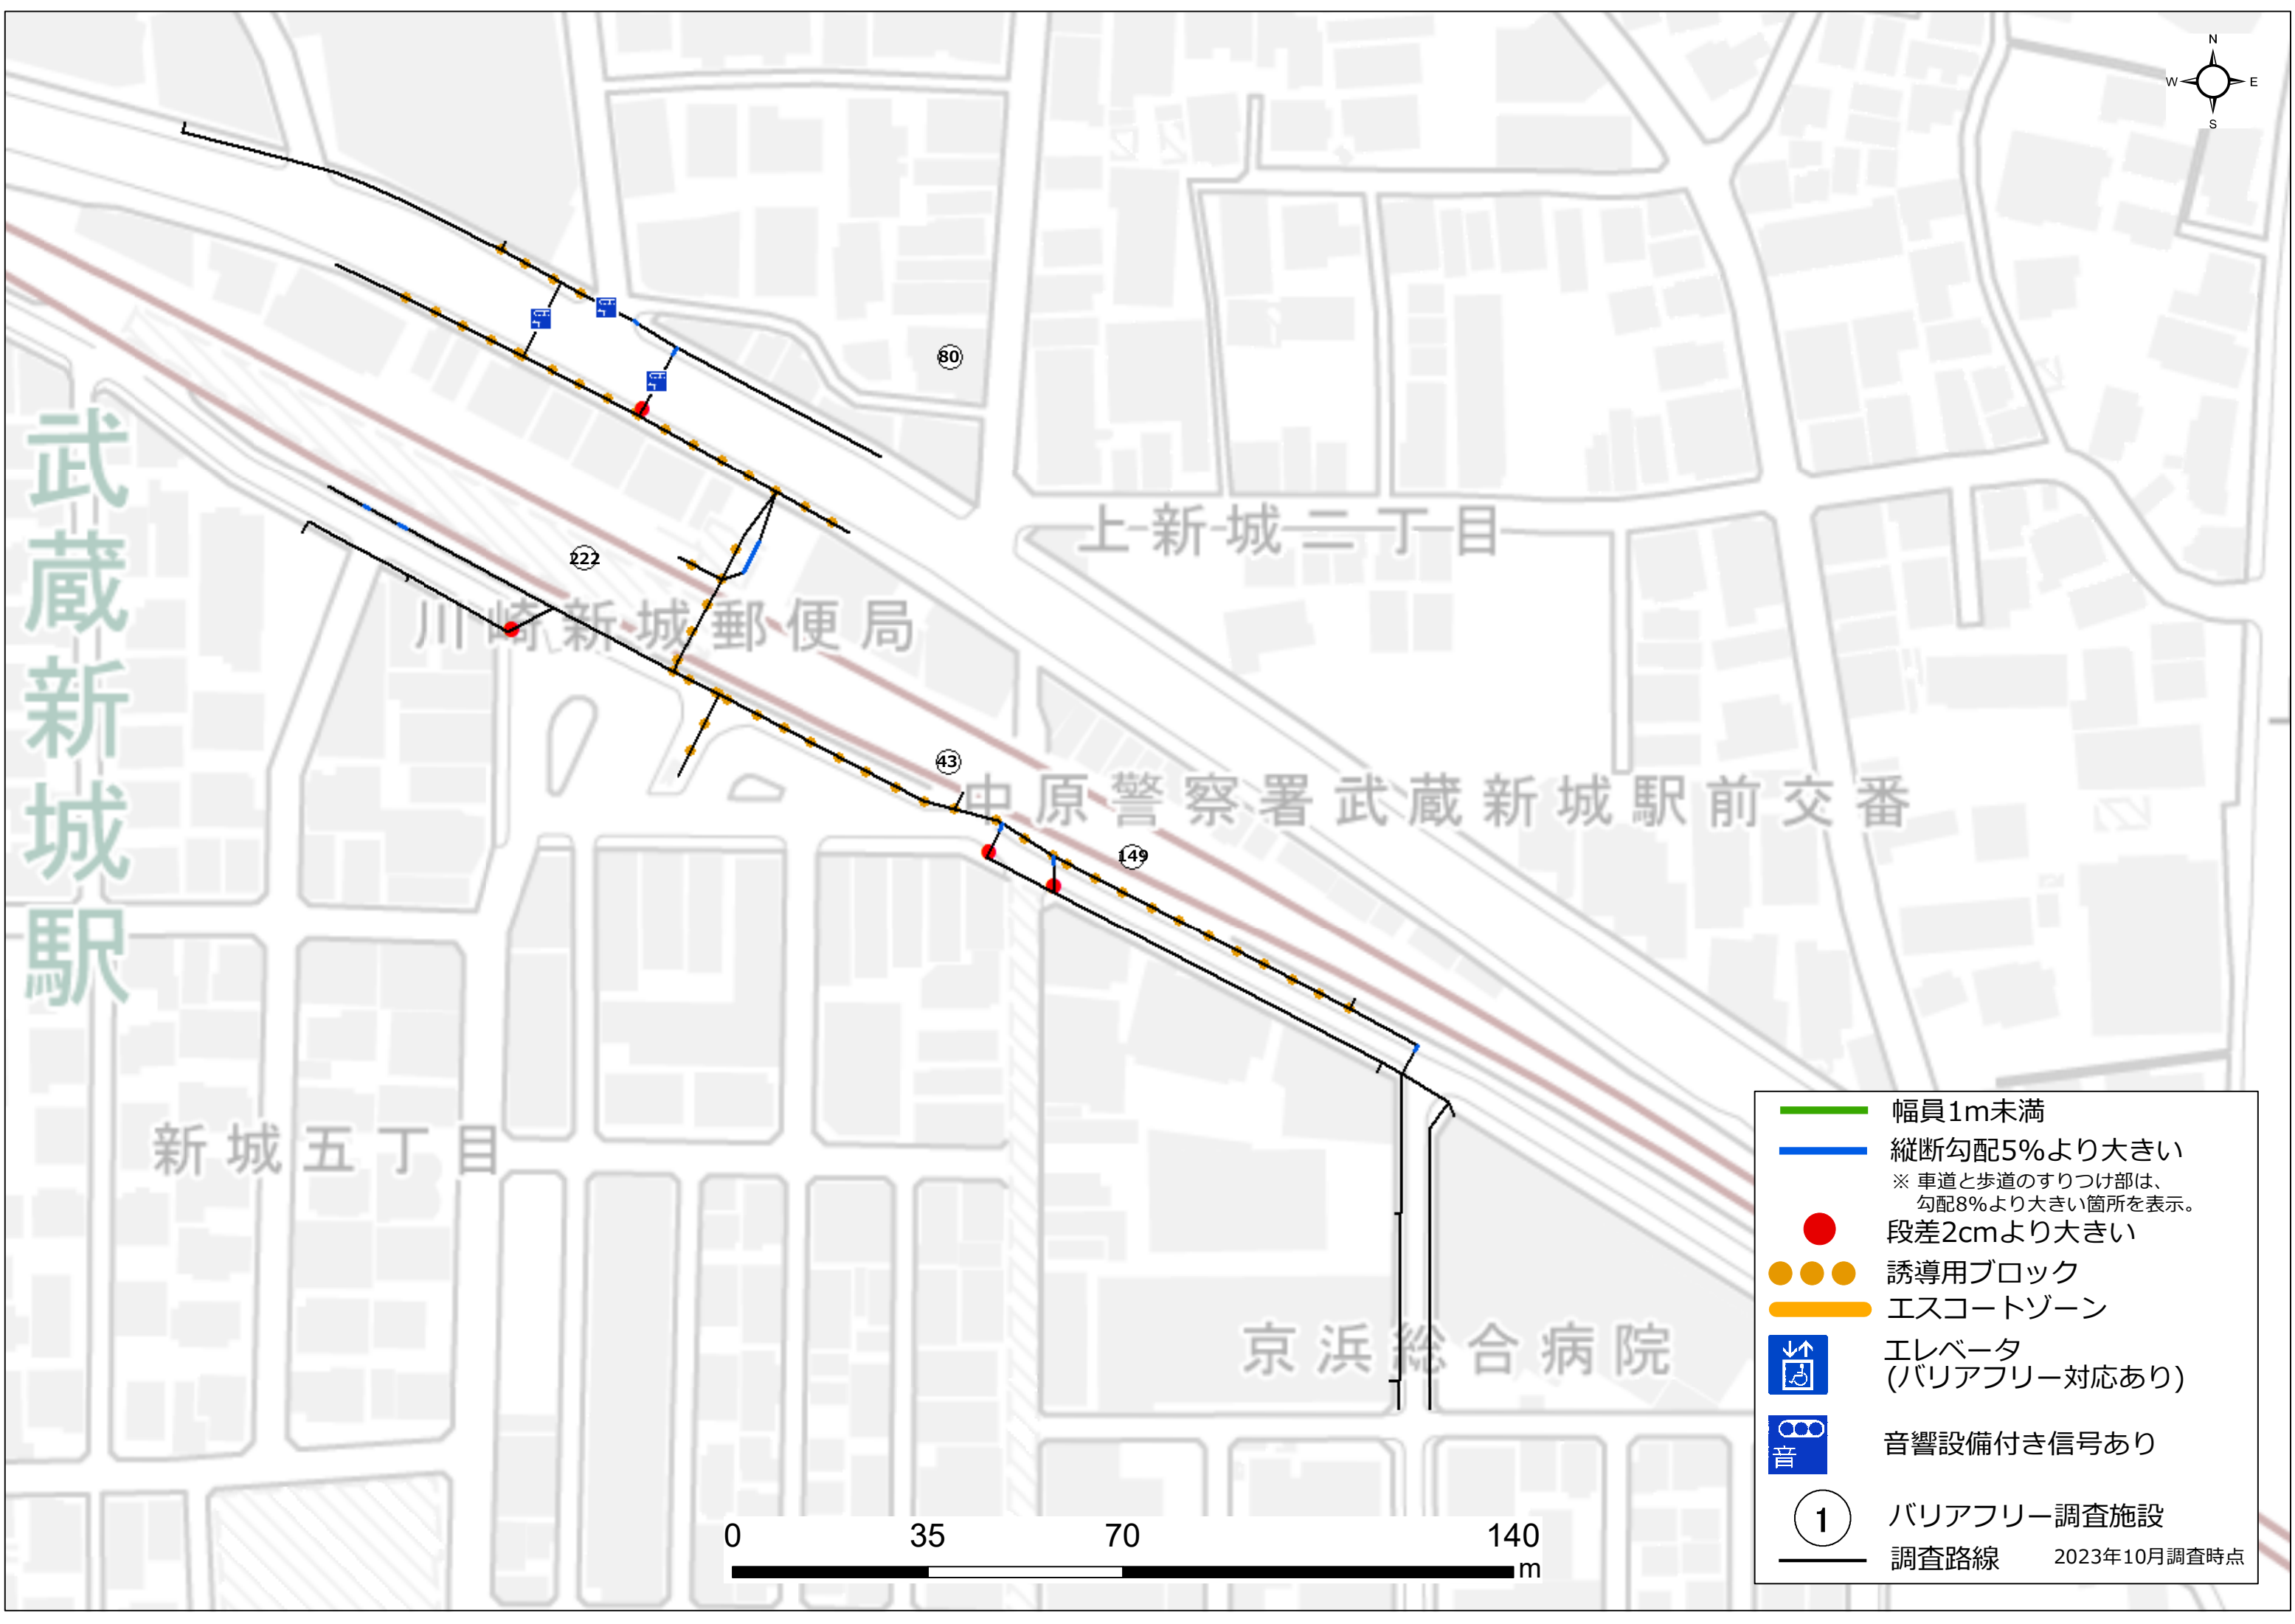 N
W E
S
80
武蔵新城駅
上新城二丁目
222
川崎新城郵便局
43
中原警察署武蔵新城駅前交番
149
新城五丁目
京浜総合病院
幅員1m未満
縦断勾配5%より大きい
※ 車道と歩道のすりつけ部は、
勾配8%より大きい箇所を表示。
段差2cmより大きい
誘導用ブロック
エスコートゾーン
エレベータ
(バリアフリー対応あり)
音
音響設備付き信号あり
1
バリアフリー調査施設
調査路線 2023年10月調査時点
0 35 70 140
m